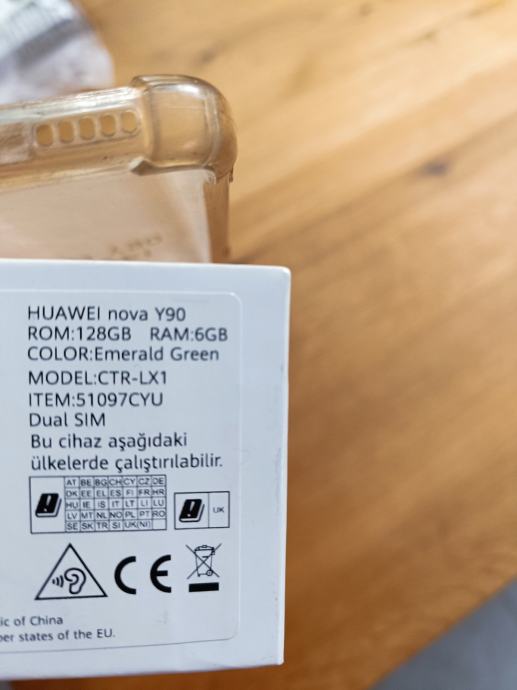 HUAWEI nova Y90
ROM:128GB RAM:6GB
COLOR:Emerald Green
MODEL:CTR-LX1
ITEM:51097CYU
Dual SIM
Bu cihaz aşağıdaki
ülkelerde çalıştırılabilir.
AT BE BG CH CY CZ DE
DK EE EL ES FI FR HR
HU IE IS IT LT LI LU
LV MT NL NO PL PT RO
SE SK TR SI UK(NI)
UK
CE
ic of China
ber states of the EU.